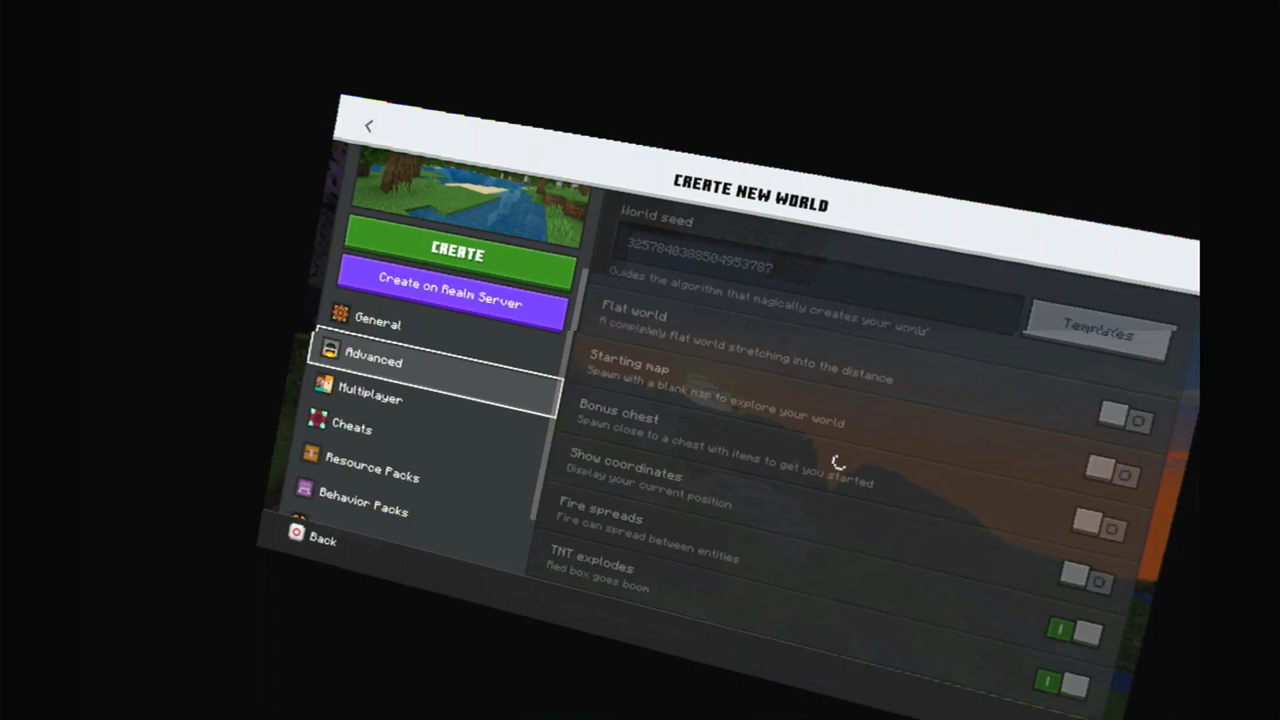 CREATE NEW WORLD
CREATE
Create on Realm Server
General
Advanced
Multiplayer
Cheats
Resource Packs
Behavior Packs
Back
World seed
3257840388504953787
Templates
Guides the algorithm that magically creates your world
Flat world
A completely flat world stretching into the distance
Starting map
Spawn with a blank map to explore your world
Bonus chest
Spawn close to a chest with items to get you started
Show coordinates
Display your current position
Fire spreads
Fire can spread between entities
TNT explodes
Red box goes boom